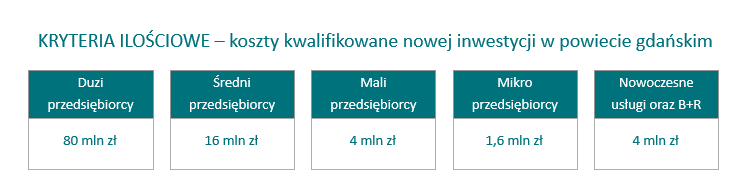 KRYTERIA ILOŚCIOWE – koszty kwalifikowane nowej inwestycji w powiecie gdańskim
Duzi
przedsiębiorcy
80 mln zł
Średni
przedsiębiorcy
16 mln zł
Mali
przedsiębiorcy
4 mln zł
Mikro
przedsiębiorcy
1,6 mln zł
Nowoczesne
usługi oraz B+R
4 mln zł